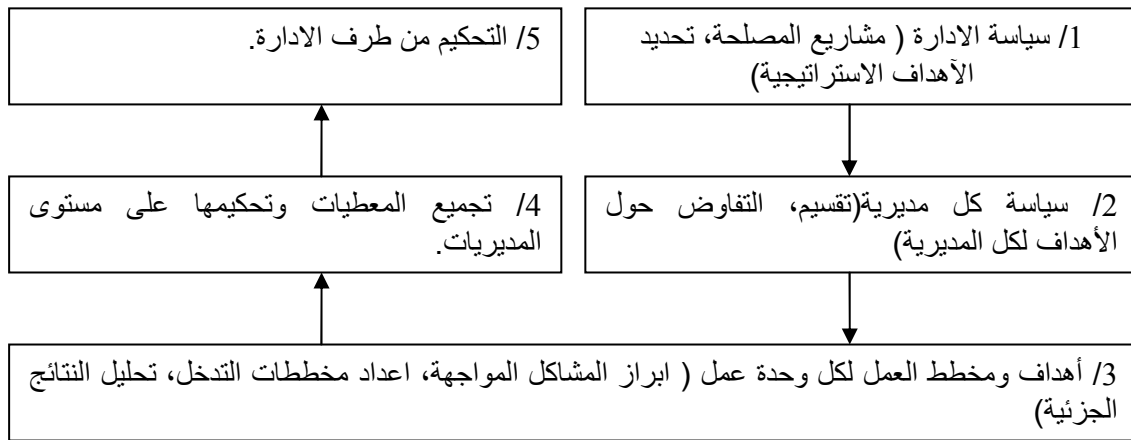 1/ سياسة الادارة ( مشاريع المصلحة، تحديد
الآهداف الاستراتيجية)
2/ سياسة كل مديرية(تقسيم، التفاوض حول
الأهداف لكل المديرية)
3/ أهداف ومخطط العمل لكل وحدة عمل ( ابراز المشاكل المواجهة، اعداد مخططات التدخل، تحليل النتائج
الجزئية)
4/ تجميع المعطيات وتحكيمها على مستوى
المديريات.
5/ التحكيم من طرف الادارة.